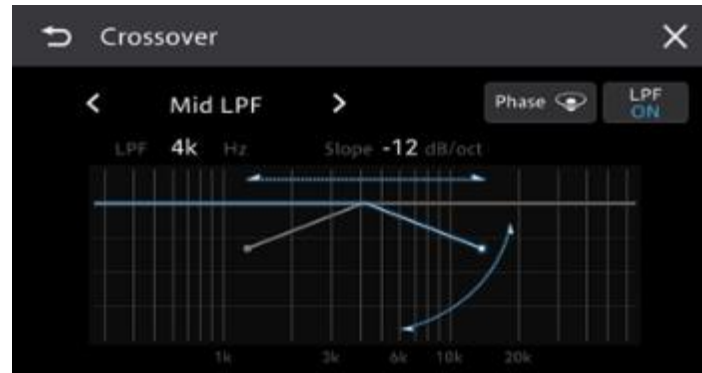 Crossover
Mid LPF
Phase
LPF
ON
LPF 4k Hz Slope -12 dB/oct
1k 3k 6k 10k 20k